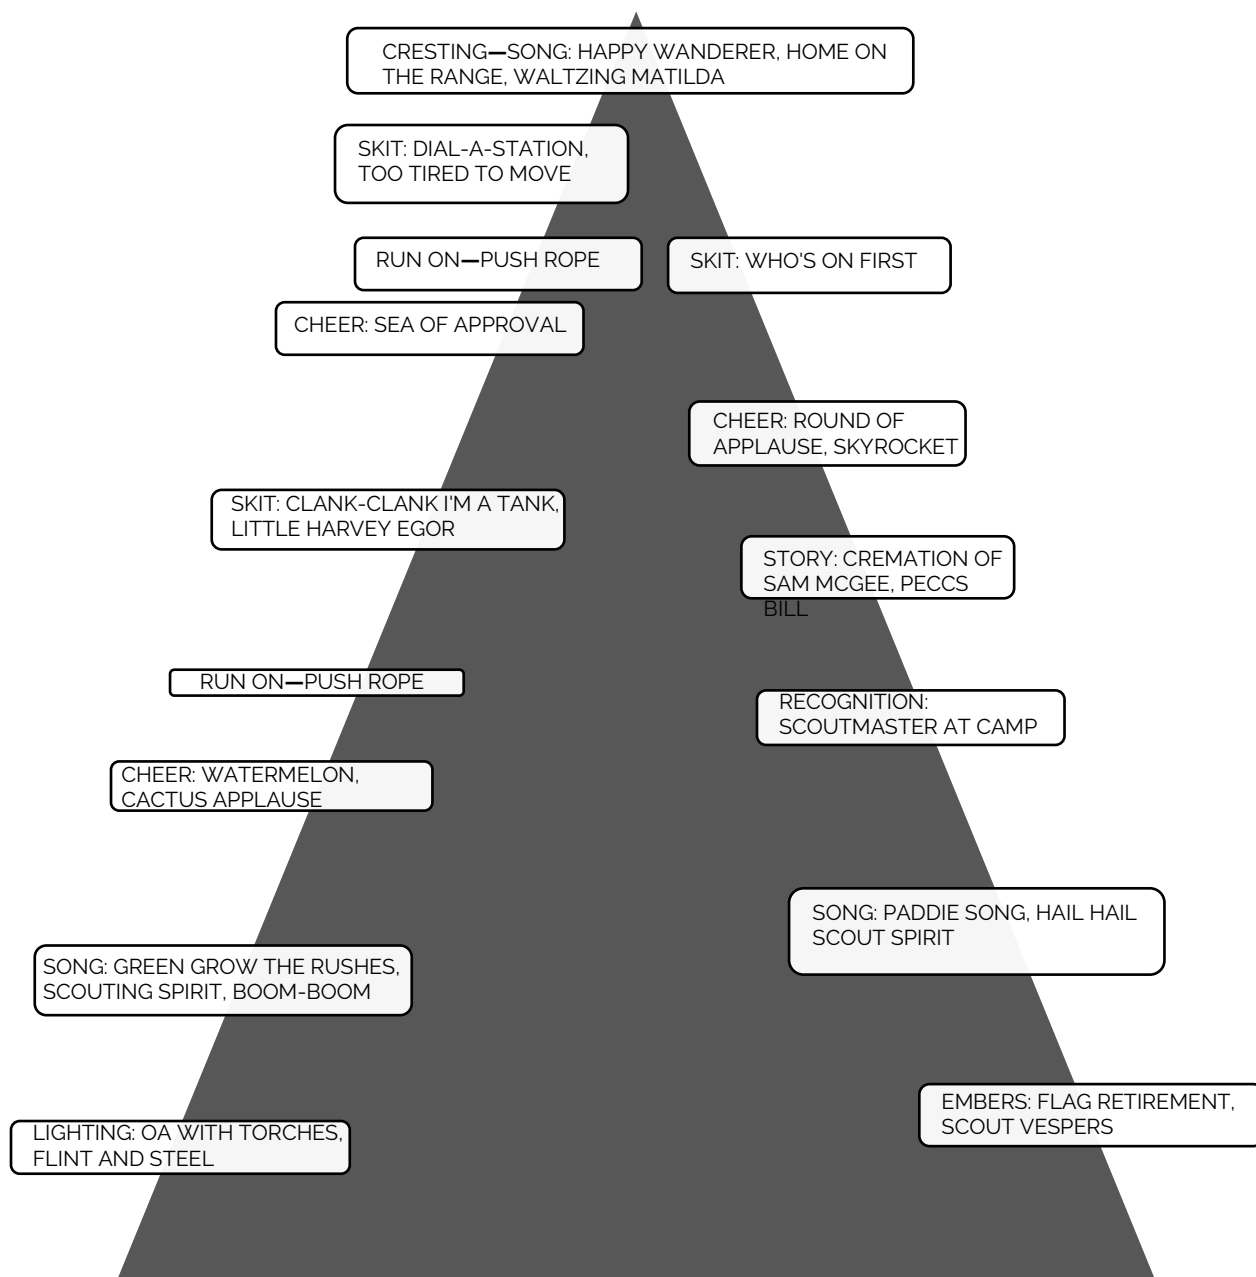 CRESTING—SONG: HAPPY WANDERER, HOME ON
THE RANGE, WALTZING MATILDA
SKIT: DIAL-A-STATION,
TOO TIRED TO MOVE
RUN ON—PUSH ROPE
SKIT: WHO'S ON FIRST
CHEER: SEA OF APPROVAL
CHEER: ROUND OF
APPLAUSE, SKYROCKET
SKIT: CLANK-CLANK I'M A TANK,
LITTLE HARVEY EGOR
STORY: CREMATION OF
SAM MCGEE, PECCS
BILL
RUN ON—PUSH ROPE
RECOGNITION:
SCOUTMASTER AT CAMP
CHEER: WATERMELON,
CACTUS APPLAUSE
SONG: PADDIE SONG, HAIL HAIL
SCOUT SPIRIT
SONG: GREEN GROW THE RUSHES,
SCOUTING SPIRIT, BOOM-BOOM
EMBERS: FLAG RETIREMENT,
SCOUT VESPERS
LIGHTING: OA WITH TORCHES,
FLINT AND STEEL